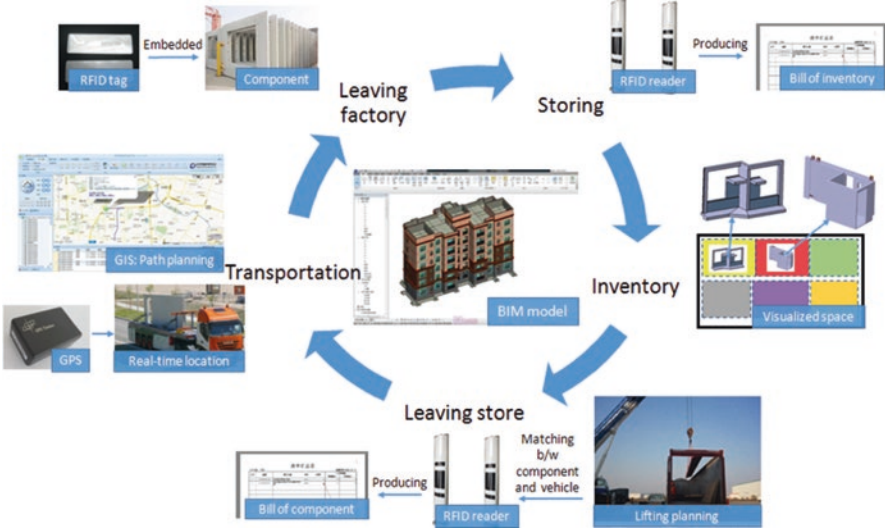 RFID tag
Embedded
Component
Leaving
factory
Storing
RFID reader
Producing
Bill of inventory
GIS: Path planning
Transportation
BIM model
Inventory
Visualized space
GPS
Real-time location
Leaving store
Bill of component
Producing
RFID reader
Matching
b/w
component
and vehicle
Lifting planning